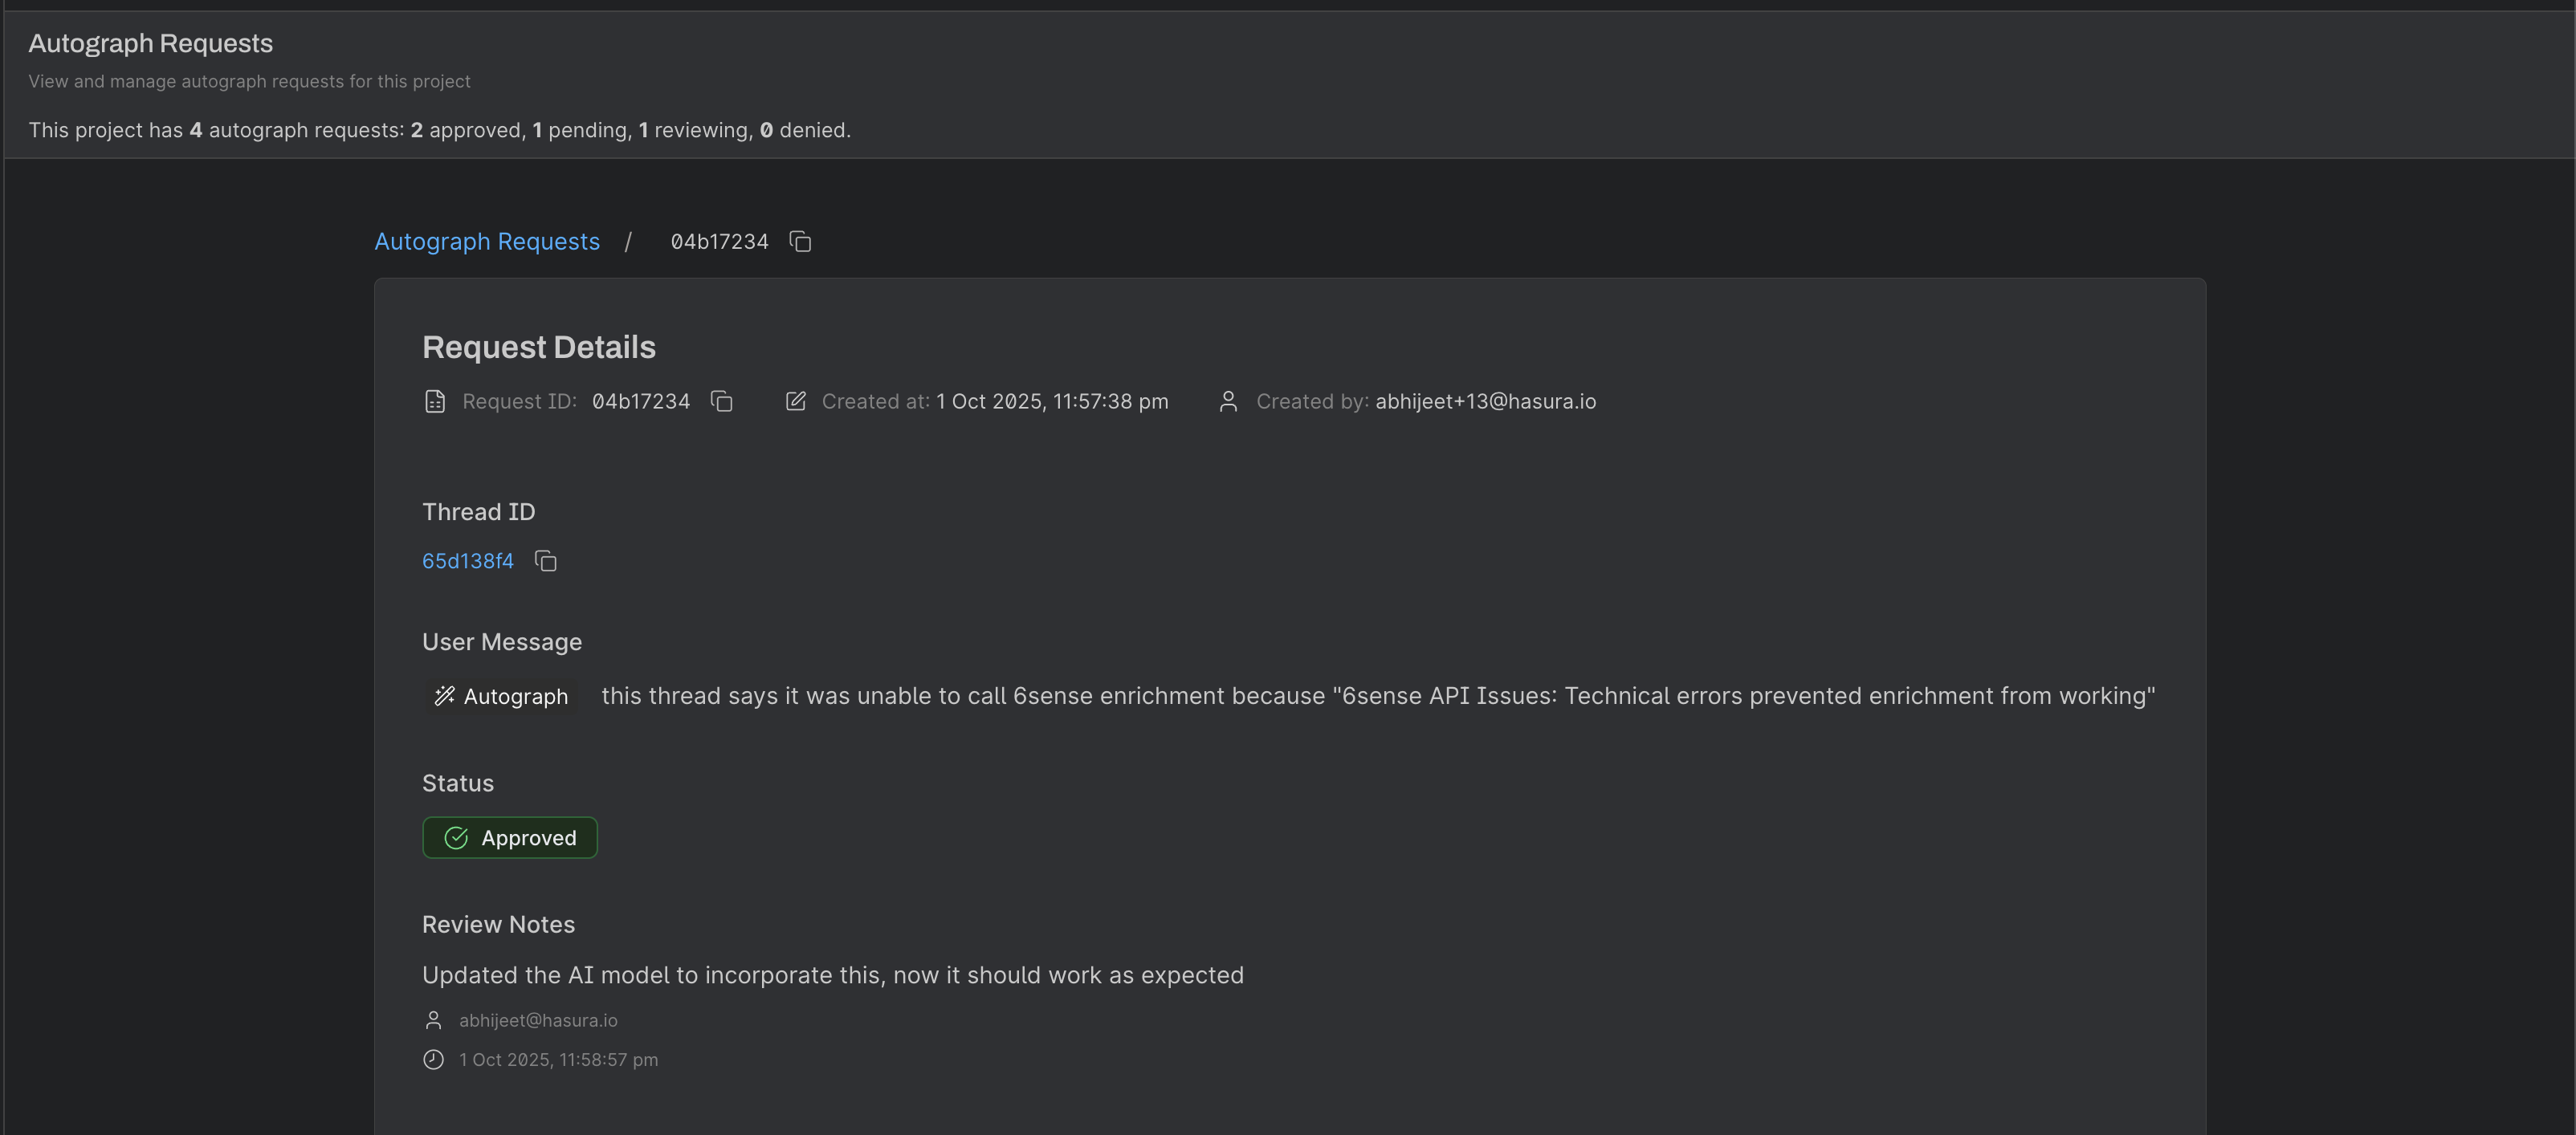 Autograph Requests
View and manage autograph requests for this project
This project has 4 autograph requests: 2 approved, 1 pending, 1 reviewing, 0 denied.
Autograph Requests / 04b17234
Request Details
Request ID: 04b17234 Created at: 1 Oct 2025, 11:57:38 pm Created by: abhijeet+13@hasura.io
Thread ID
65d138f4
User Message
Autograph this thread says it was unable to call 6sense enrichment because "6sense API Issues: Technical errors prevented enrichment from working"
Status
Approved
Review Notes
Updated the AI model to incorporate this, now it should work as expected
abhijeet@hasura.io
1 Oct 2025, 11:58:57 pm